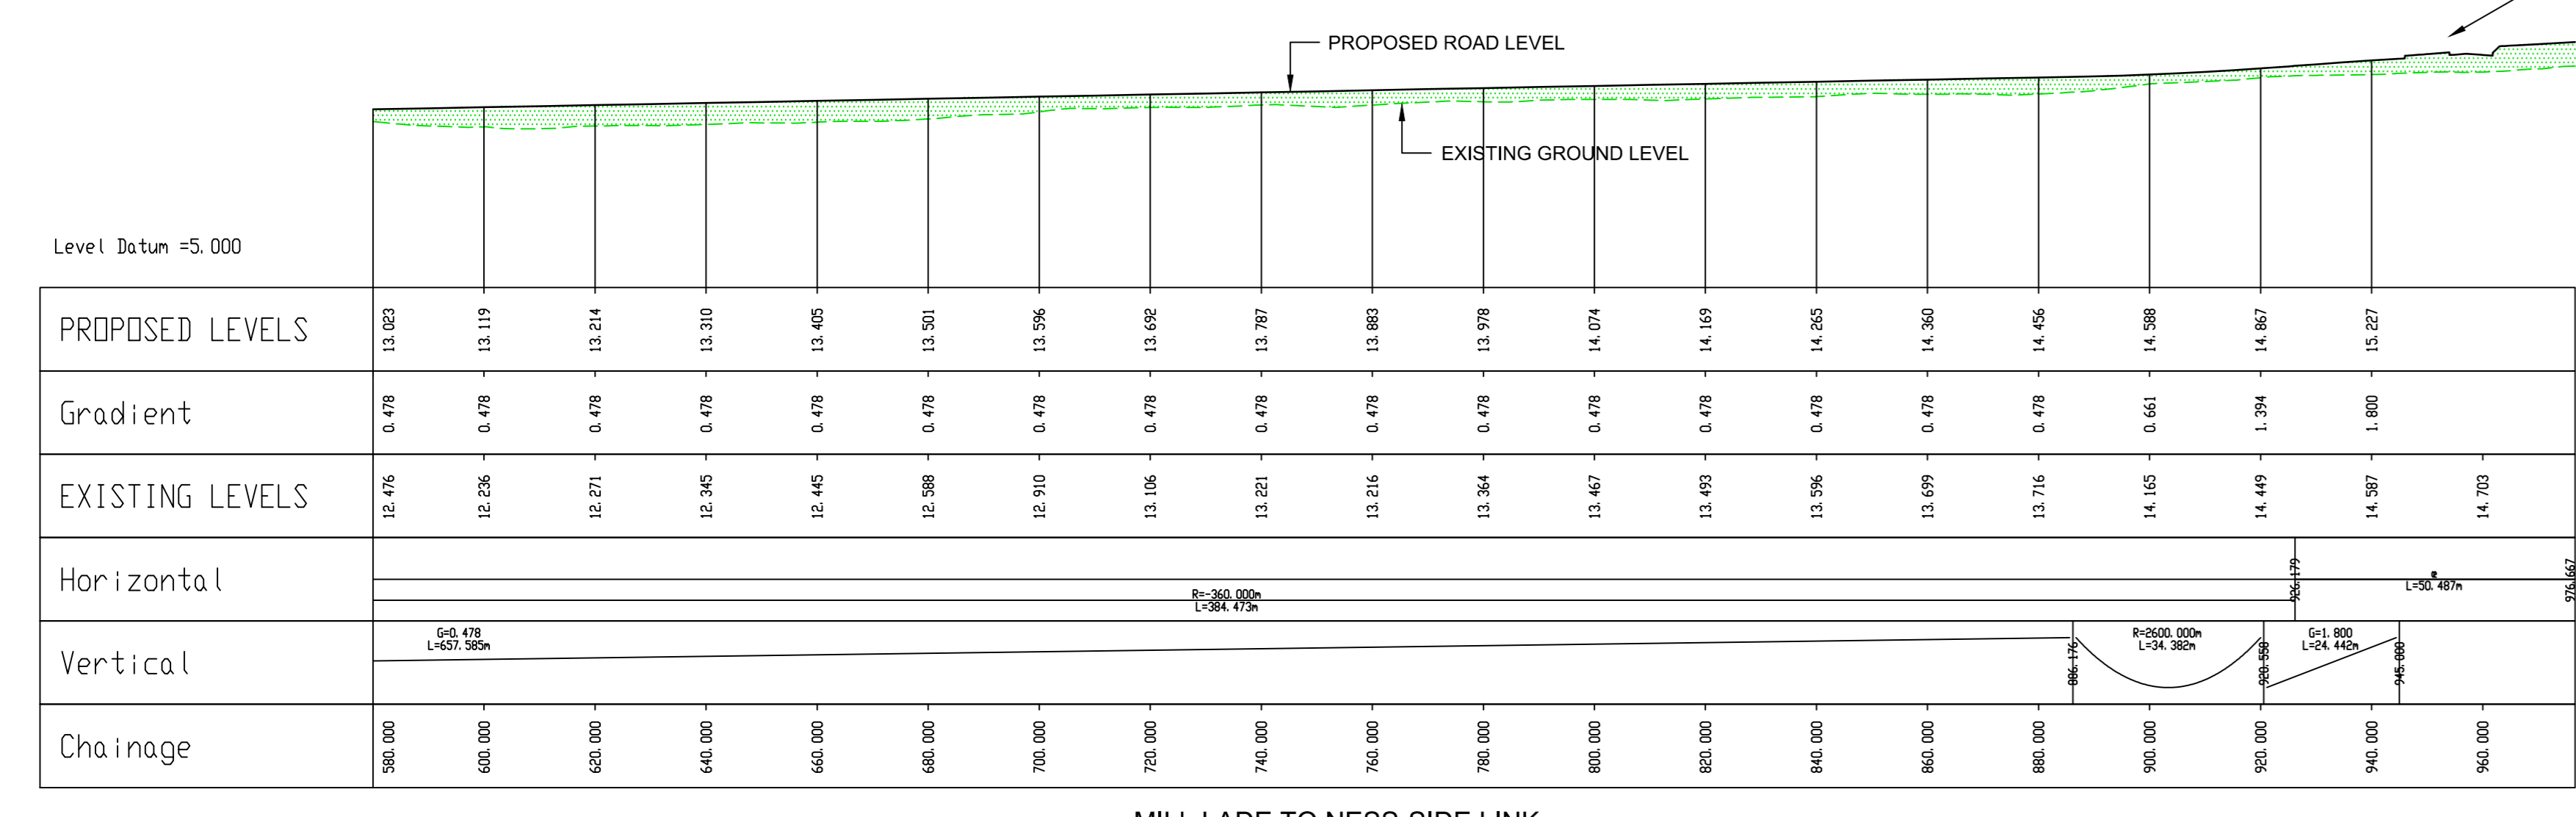 PROPOSED ROAD LEVEL
EXISTING GROUND LEVEL
Level Datum =5.000
PROPOSED LEVELS 13.023 13.119 13.214 13.310 13.405 13.501 13.596 13.692 13.787 13.883 13.978 14.074 14.169 14.265 14.360 14.456 14.588 14.867 15.227
Gradient 0.478 0.478 0.478 0.478 0.478 0.478 0.478 0.478 0.478 0.478 0.478 0.478 0.478 0.478 0.478 0.478 0.661 1.394 1.800
EXISTING LEVELS 12.476 12.236 12.271 12.345 12.445 12.588 12.910 13.106 13.221 13.216 13.364 13.467 13.493 13.596 13.699 13.716 14.165 14.449 14.587 14.703
Horizontal
R=-360.000m
L=384.473m
926.179
L=50.487m
976.667
Vertical
G=0.478
L=657.585m
886.176
R=2600.000m
L=34.382m
920.558
G=1.800
L=24.442m
945.000
Chainage 580.000 600.000 620.000 640.000 660.000 680.000 700.000 720.000 740.000 760.000 780.000 800.000 820.000 840.000 860.000 880.000 900.000 920.000 940.000 960.000
MILL LADE TO NESS-SIDE LINK